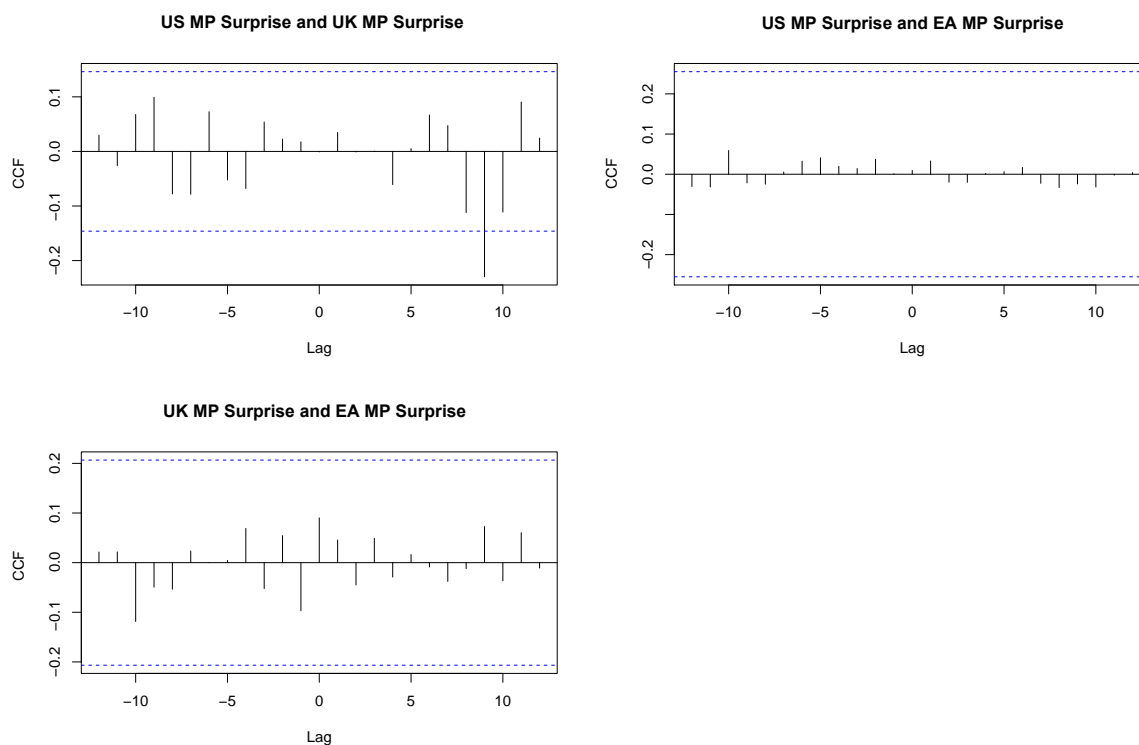 US MP Surprise and UK MP Surprise
0.1
0.0
−0.1
−0.2
CCF
−10 −5 0 5 10
Lag
US MP Surprise and EA MP Surprise
0.2
0.0
−0.2
CCF
−10 −5 0 5 10
Lag
UK MP Surprise and EA MP Surprise
0.2
0.1
0.0
−0.1
−0.2
CCF
−10 −5 0 5 10
Lag